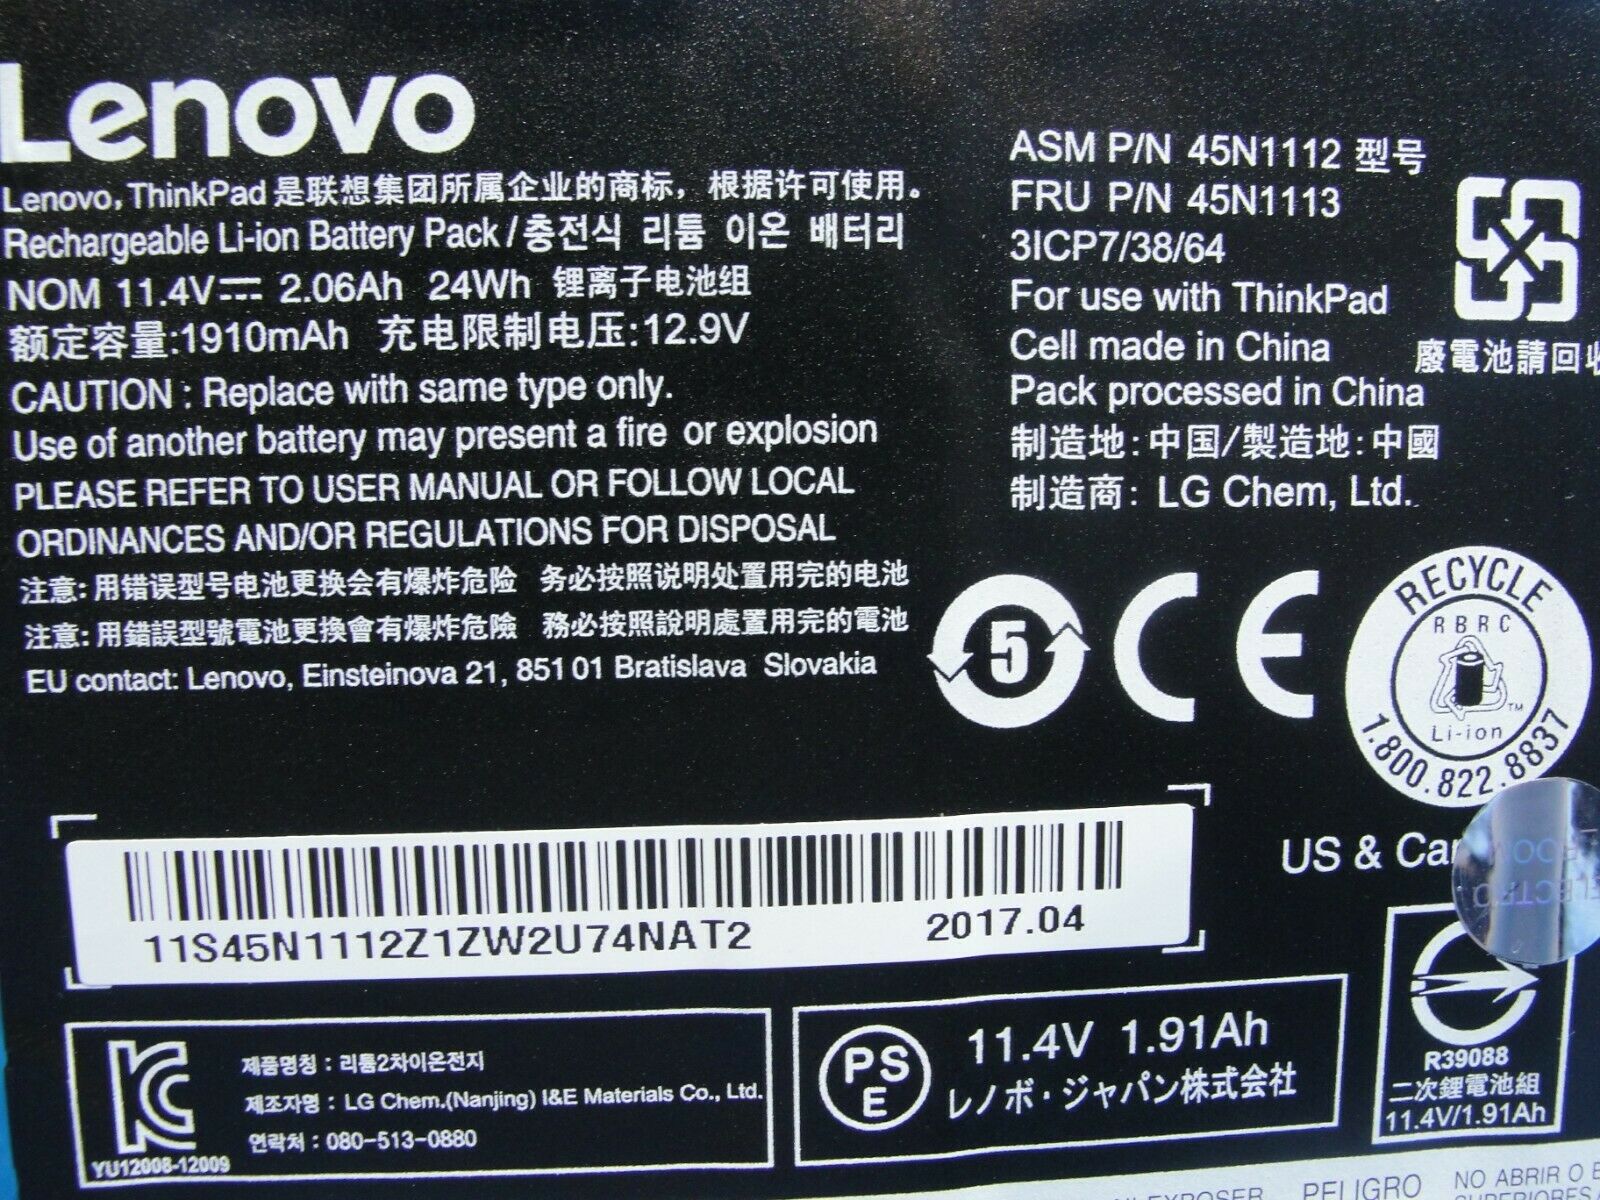 Lenovo
Lenovo, ThinkPad 是联想集团所属企业的商标，根据许可使用。
Rechargeable Li-ion Battery Pack / 충전식 리튬 이온 배터리
NOM 11.4V⎓ 2.06Ah 24Wh 锂离子电池组
额定容量:1910mAh 充电限制电压:12.9V
CAUTION : Replace with same type only.
Use of another battery may present a fire or explosion
PLEASE REFER TO USER MANUAL OR FOLLOW LOCAL
ORDINANCES AND/OR REGULATIONS FOR DISPOSAL
注意: 用错误型号电池更换会有爆炸危险 务必按照说明处置用完的电池
注意: 用錯誤型號電池更換會有爆炸危險 務必按照說明處置用完的電池
EU contact: Lenovo, Einsteinova 21, 851 01 Bratislava Slovakia
ASM P/N 45N1112 型号
FRU P/N 45N1113
3ICP7/38/64
For use with ThinkPad
Cell made in China
Pack processed in China
制造地: 中国/製造地: 中國
制造商: LG Chem, Ltd.
廢電池請回收
5
CE
RECYCLE
RBRC
TM
Li-ion
1.800.822.8837
US &
11S45N1112Z1ZW2U74NAT2
2017.04
KC
YU12008-12009
제품명칭 : 리튬2차이온전지
제조자명 : LG Chem.(Nanjing) I&E Materials Co., Ltd.
연락처 : 080-513-0880
PS
E
11.4V 1.91Ah
レノボ・ジャパン株式会社
R39088
二次鋰電池組
11.4V/1.91Ah
EXPOSER PELIGRO NO ABRIR O